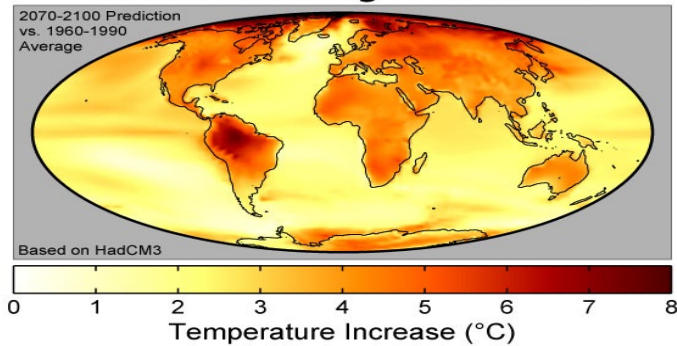 2070-2100 Prediction
vs. 1960-1990
Average
Based on HadCM3
0 1 2 3 4 5 6 7 8
Temperature Increase (°C)